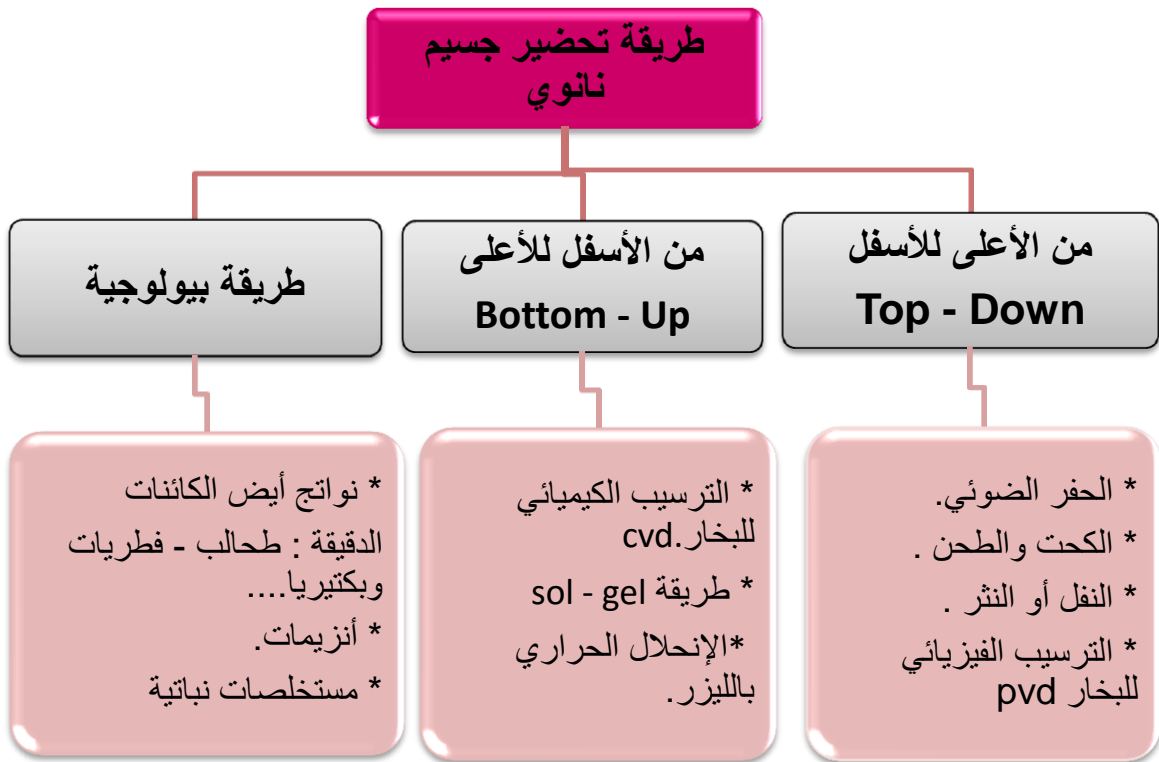 طريقة تحضير جسيم
نانوي
من الأعلى للأسفل
Top - Down
من الأسفل للأعلى
Bottom - Up
طريقة بيولوجية
* الحفر الضوئي.
* الكحت والطحن .
* النفل أو النثر .
* الترسيب الفيزيائي
للبخار pvd
* الترسيب الكيميائي
للبخار.cvd
* طريقة sol - gel
*الإنحلال الحراري
بالليزر.
* نواتج أيض الكائنات
الدقيقة : طحالب - فطريات
وبكتيريا....
* أنزيمات.
* مستخلصات نباتية